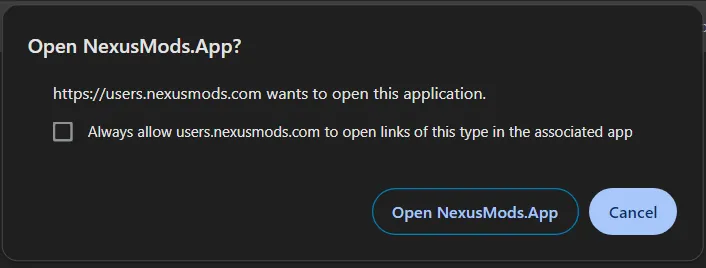 Open NexusMods.App?
https://users.nexusmods.com wants to open this application.
Always allow users.nexusmods.com to open links of this type in the associated app
Open NexusMods.App
Cancel